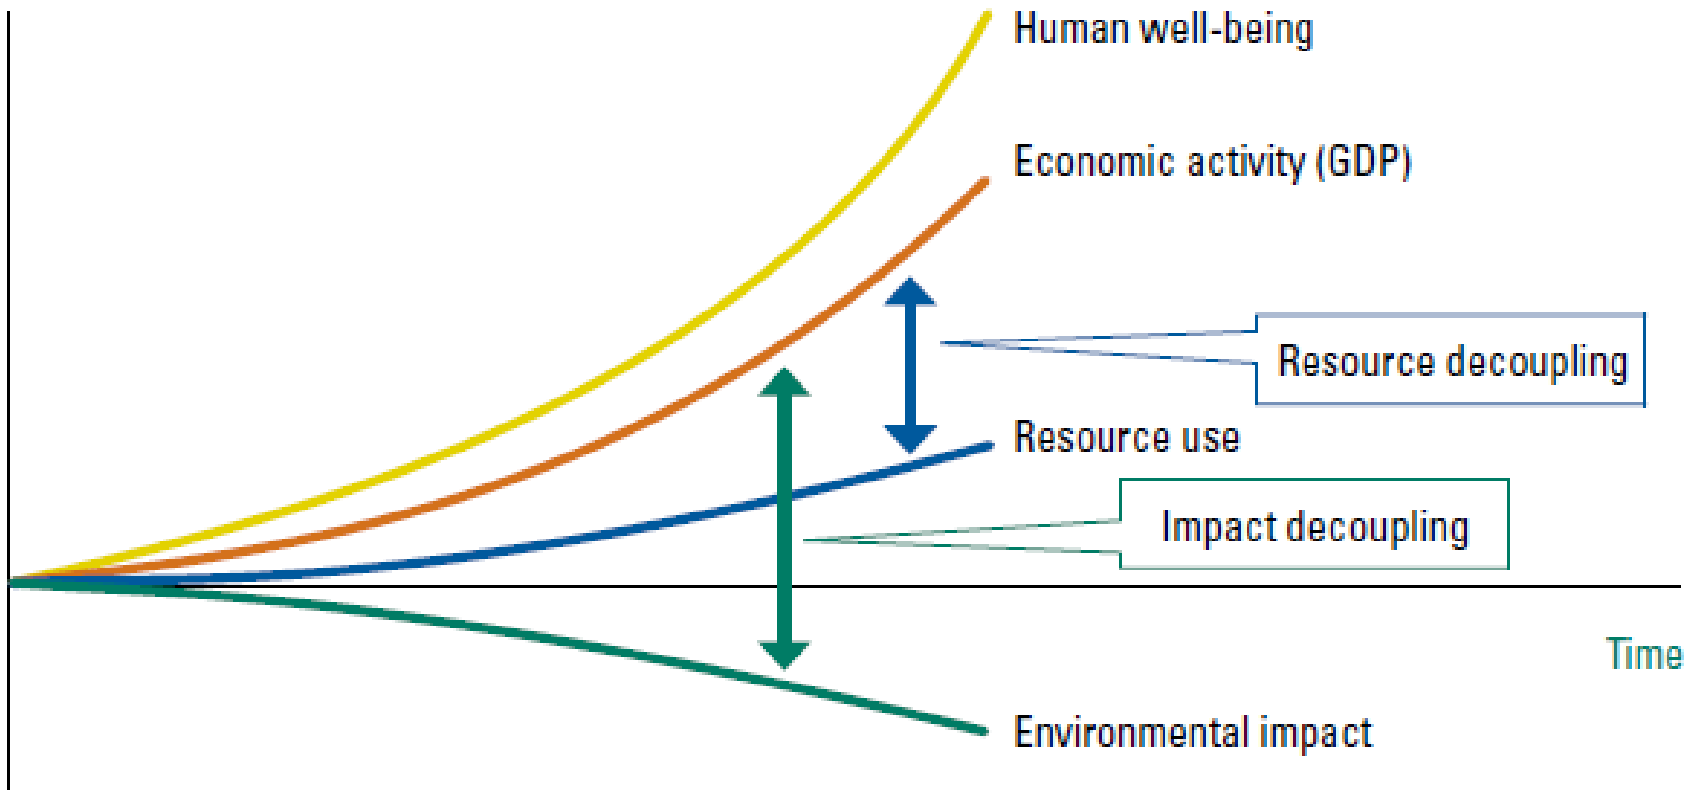 Human well-being
Economic activity (GDP)
Resource decoupling
Resource use
Impact decoupling
Time
Environmental impact